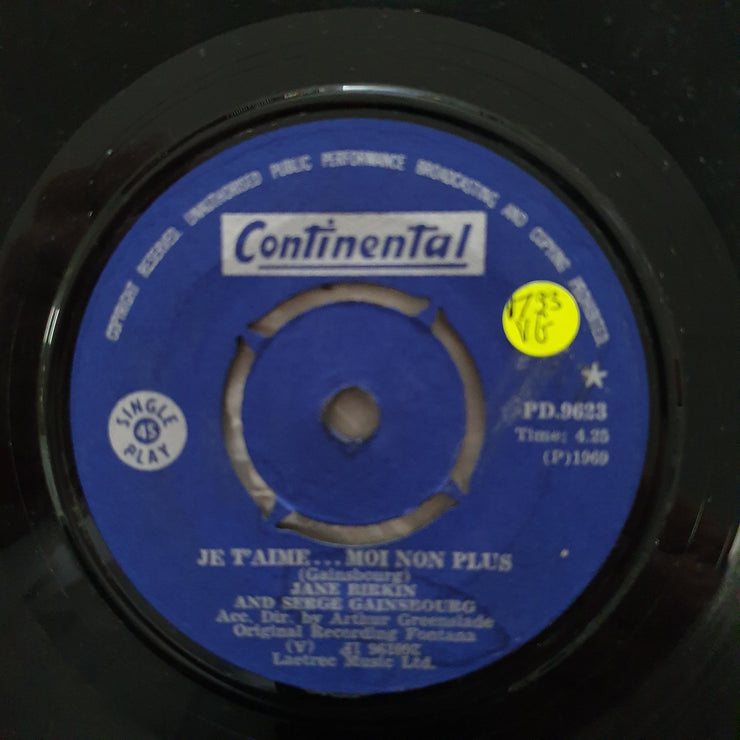 COPYRIGHT RESERVED UNAUTHORISED PUBLIC PERFORMANCE BROADCASTING AND COPYING PROHIBITED
Continental
VG
SINGLE
45
PLAY
PD.9623
Time: 4.25
(P)1969
JE T'AIME... MOI NON PLUS
(Gainsbourg)
JANE BIRKIN
AND SERGE GAINSBOURG
Acc. Dir. by Arthur Greenslade
Original Recording Fontana
(V)
Laetrec Music Ltd.